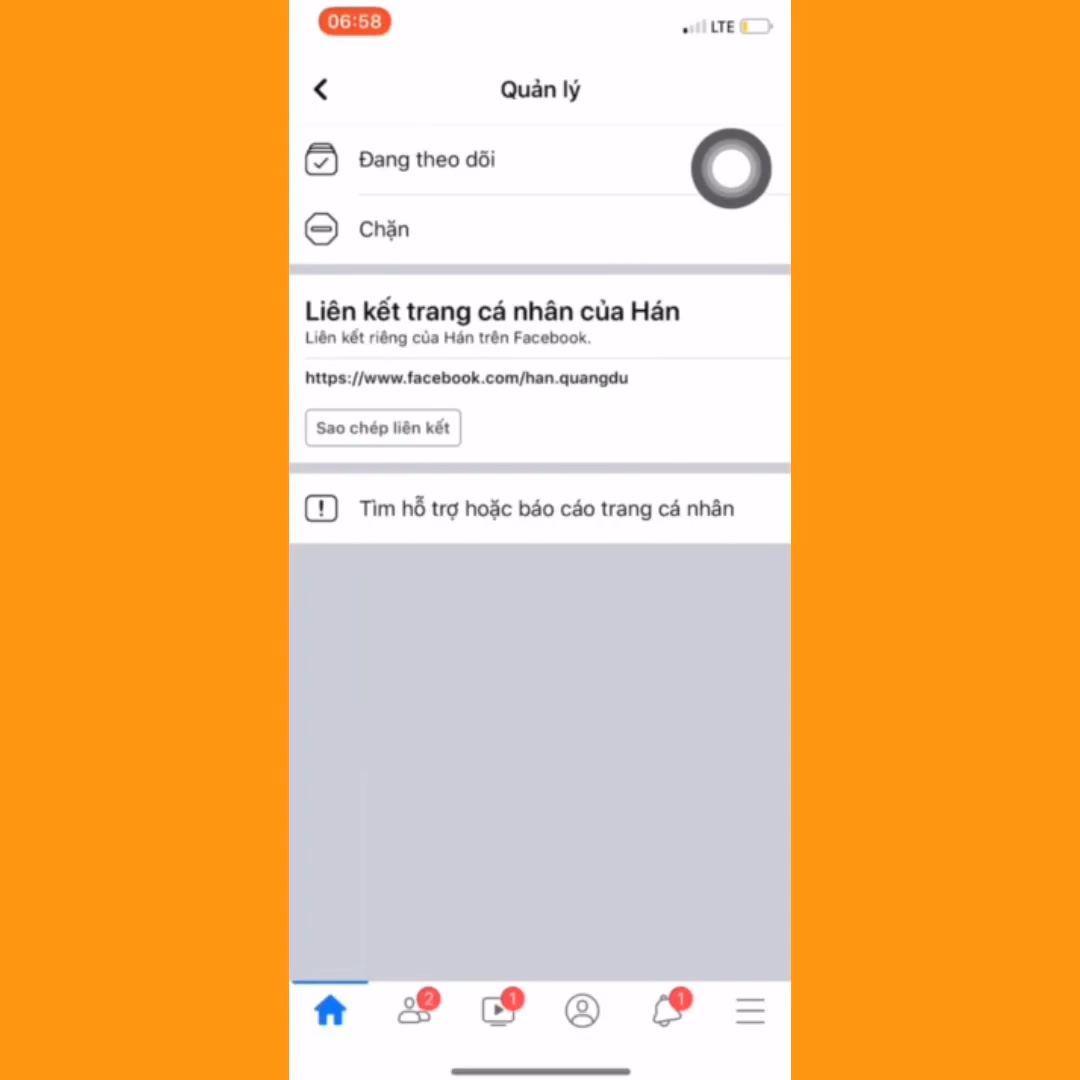 06:58
LTE
Quản lý
Đang theo dõi
Chặn
Liên kết trang cá nhân của Hán
Liên kết riêng của Hán trên Facebook.
https://www.facebook.com/han.quangdu
Sao chép liên kết
Tìm hỗ trợ hoặc báo cáo trang cá nhân
2
1
1